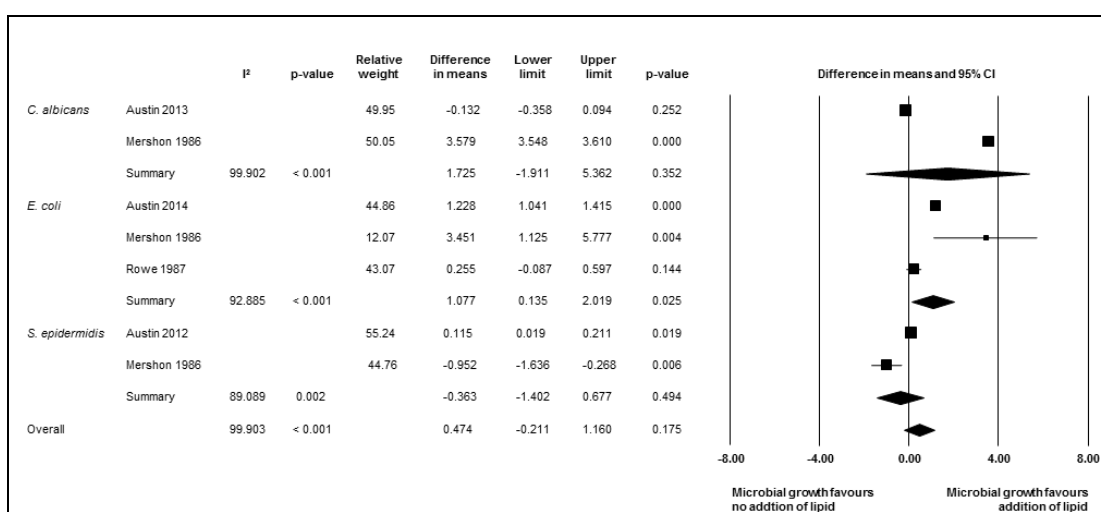 I² p-value Relative weight Difference in means Lower limit Upper limit p-value Difference in means and 95% CI
C. albicans Austin 2013 49.95 -0.132 -0.358 0.094 0.252
Mershon 1986 50.05 3.579 3.548 3.610 0.000
Summary 99.902 < 0.001 1.725 -1.911 5.362 0.352
E. coli Austin 2014 44.86 1.228 1.041 1.415 0.000
Mershon 1986 12.07 3.451 1.125 5.777 0.004
Rowe 1987 43.07 0.255 -0.087 0.597 0.144
Summary 92.885 < 0.001 1.077 0.135 2.019 0.025
S. epidermidis Austin 2012 55.24 0.115 0.019 0.211 0.019
Mershon 1986 44.76 -0.952 -1.636 -0.268 0.006
Summary 89.089 0.002 -0.363 -1.402 0.677 0.494
Overall 99.903 < 0.001 0.474 -0.211 1.160 0.175
-8.00 -4.00 0.00 4.00 8.00
Microbial growth favours Microbial growth favours
no addtion of lipid addition of lipid